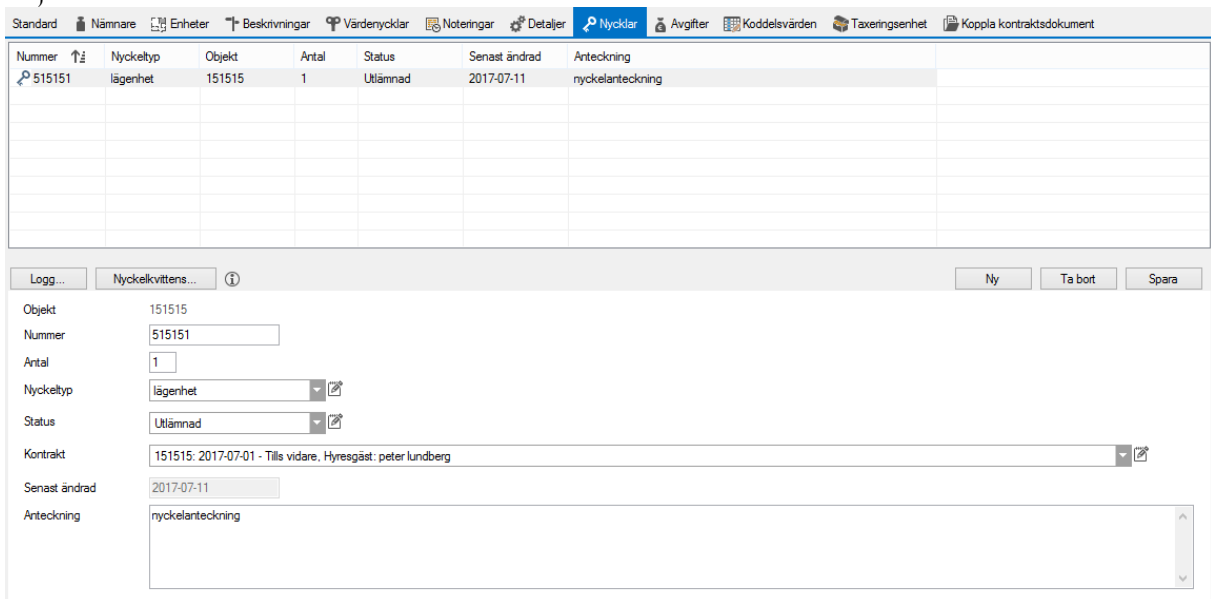 Standard Nämnare Enheter Beskrivningar Värdenycklar Noteringar Detaljer Nycklar Avgifter Koddelsvärden Taxeringsenhet Koppla kontraktsdokument
Nummer Nyckeltyp Objekt Antal Status Senast ändrad Anteckning
515151 lägenhet 151515 1 Utlämnad 2017-07-11 nyckelanteckning
Logg... Nyckelkvittens... Ny Ta bort Spara
Objekt 151515
Nummer 515151
Antal 1
Nyckeltyp lägenhet
Status Utlämnad
Kontrakt 151515: 2017-07-01 - Tills vidare, Hyresgäst: peter lundberg
Senast ändrad 2017-07-11
Anteckning nyckelanteckning